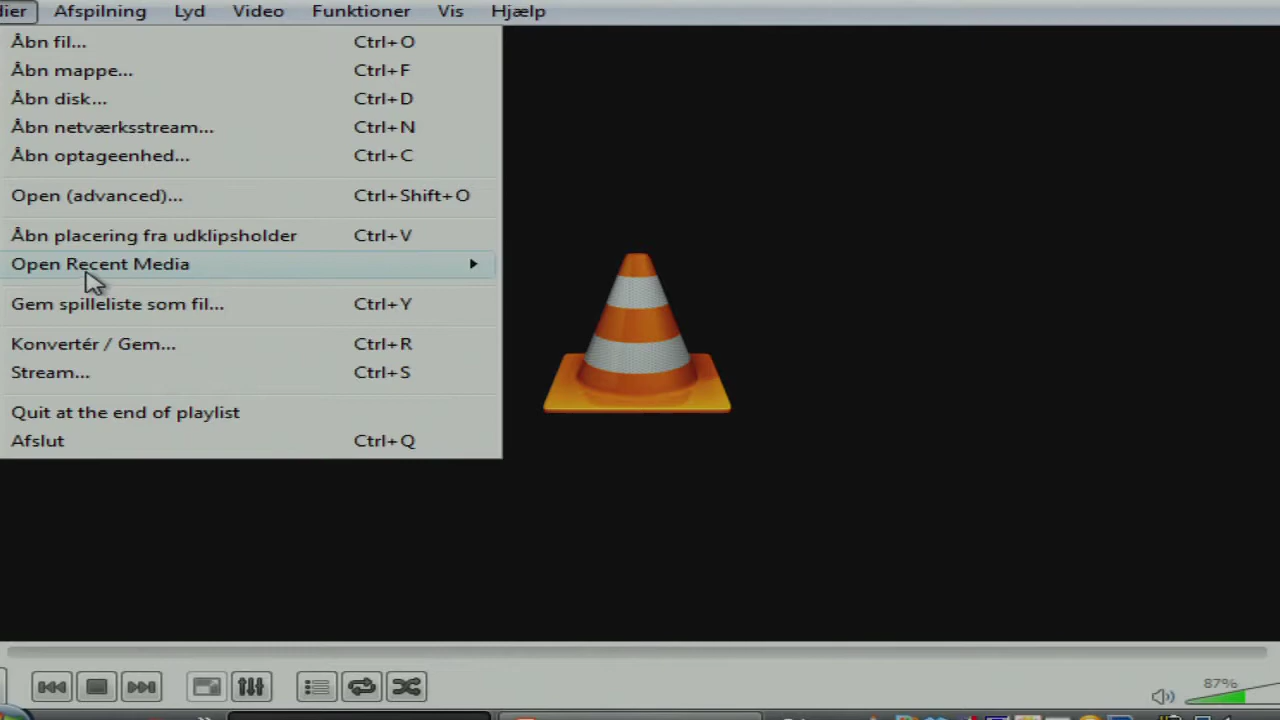 dier Afspilning Lyd Video Funktioner Vis Hjælp
Åbn fil... Ctrl+O
Åbn mappe... Ctrl+F
Åbn disk... Ctrl+D
Åbn netværksstream... Ctrl+N
Åbn optageenhed... Ctrl+C
Open (advanced)... Ctrl+Shift+O
Åbn placering fra udklipsholder Ctrl+V
Open Recent Media
Gem spilleliste som fil... Ctrl+Y
Konvertér / Gem... Ctrl+R
Stream... Ctrl+S
Quit at the end of playlist
Afslut Ctrl+Q
87%